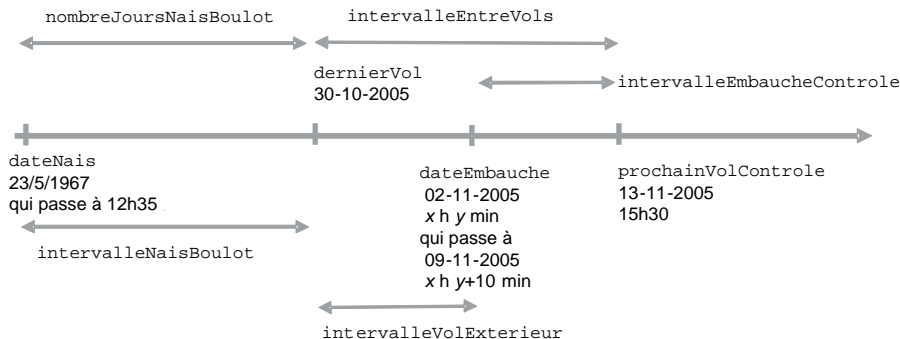 nombreJoursNaisBoulot
intervalleEntreVols
dernierVol
30-10-2005
intervalleEmbaucheControle
dateNais
23/5/1967
qui passe à 12h35
intervalleNaisBoulot
dateEmbauche
02-11-2005
x h y min
qui passe à
09-11-2005
x h y+10 min
prochainVolControle
13-11-2005
15h30
intervalleVolExterieur